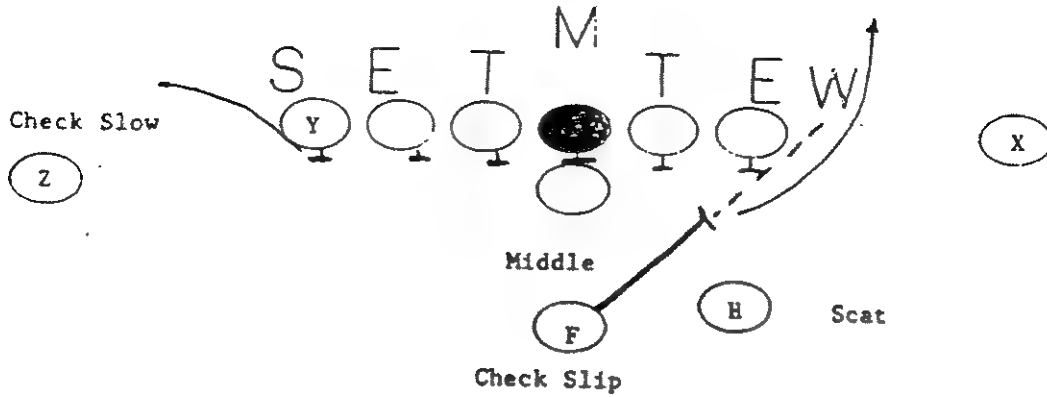 M
S E T T E W
Check Slow
Y
X
Z
Middle
H
Scat
F
Check Slip